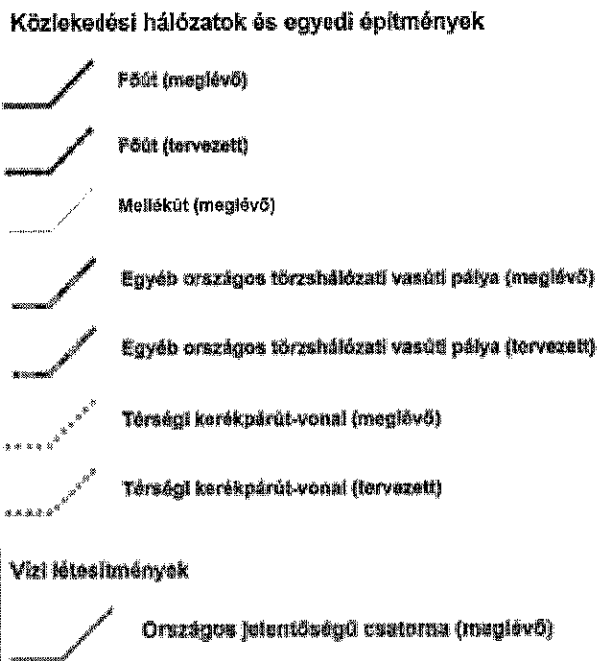 Közlekedési hálózatok és egyedi építmények
Főút (meglévő)
Főút (tervezett)
Mellékút (meglévő)
Egyéb országos törzshálózati vasúti pálya (meglévő)
Egyéb országos törzshálózati vasúti pálya (tervezett)
Térségi kerékpárút-vonal (meglévő)
Térségi kerékpárút-vonal (tervezett)
Vízi létesítmények
Országos jelentőségű csatorna (meglévő)